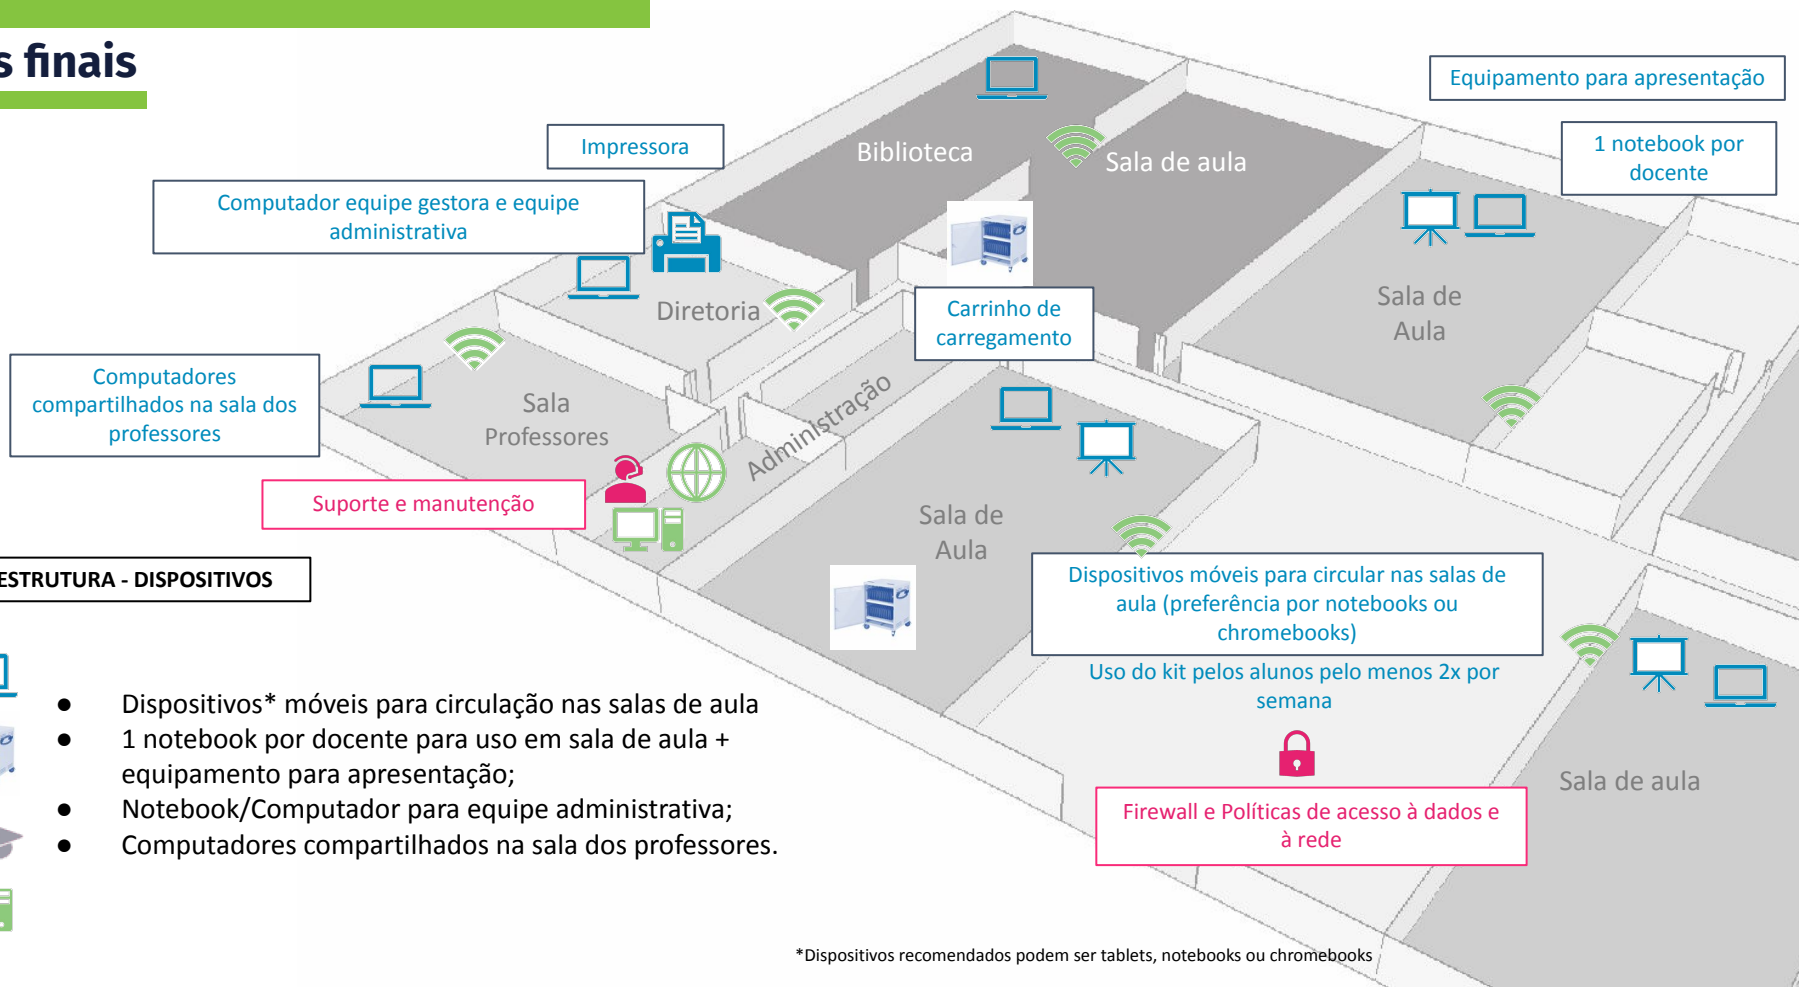 s finais
Equipamento para apresentação
Impressora
1 notebook por
docente
Biblioteca
Sala de aula
Computador equipe gestora e equipe
administrativa
Diretoria
Carrinho de
carregamento
Sala de
Aula
Computadores
compartilhados na sala dos
professores
Sala
Professores
Administração
Suporte e manutenção
Sala de
Aula
ESTRUTURA - DISPOSITIVOS
Dispositivos móveis para circular nas salas de
aula (preferência por notebooks ou
chromebooks)
Uso do kit pelos alunos pelo menos 2x por
semana
● Dispositivos* móveis para circulação nas salas de aula
● 1 notebook por docente para uso em sala de aula +
equipamento para apresentação;
● Notebook/Computador para equipe administrativa;
● Computadores compartilhados na sala dos professores.
Sala de aula
Firewall e Políticas de acesso à dados e
à rede
*Dispositivos recomendados podem ser tablets, notebooks ou chromebooks